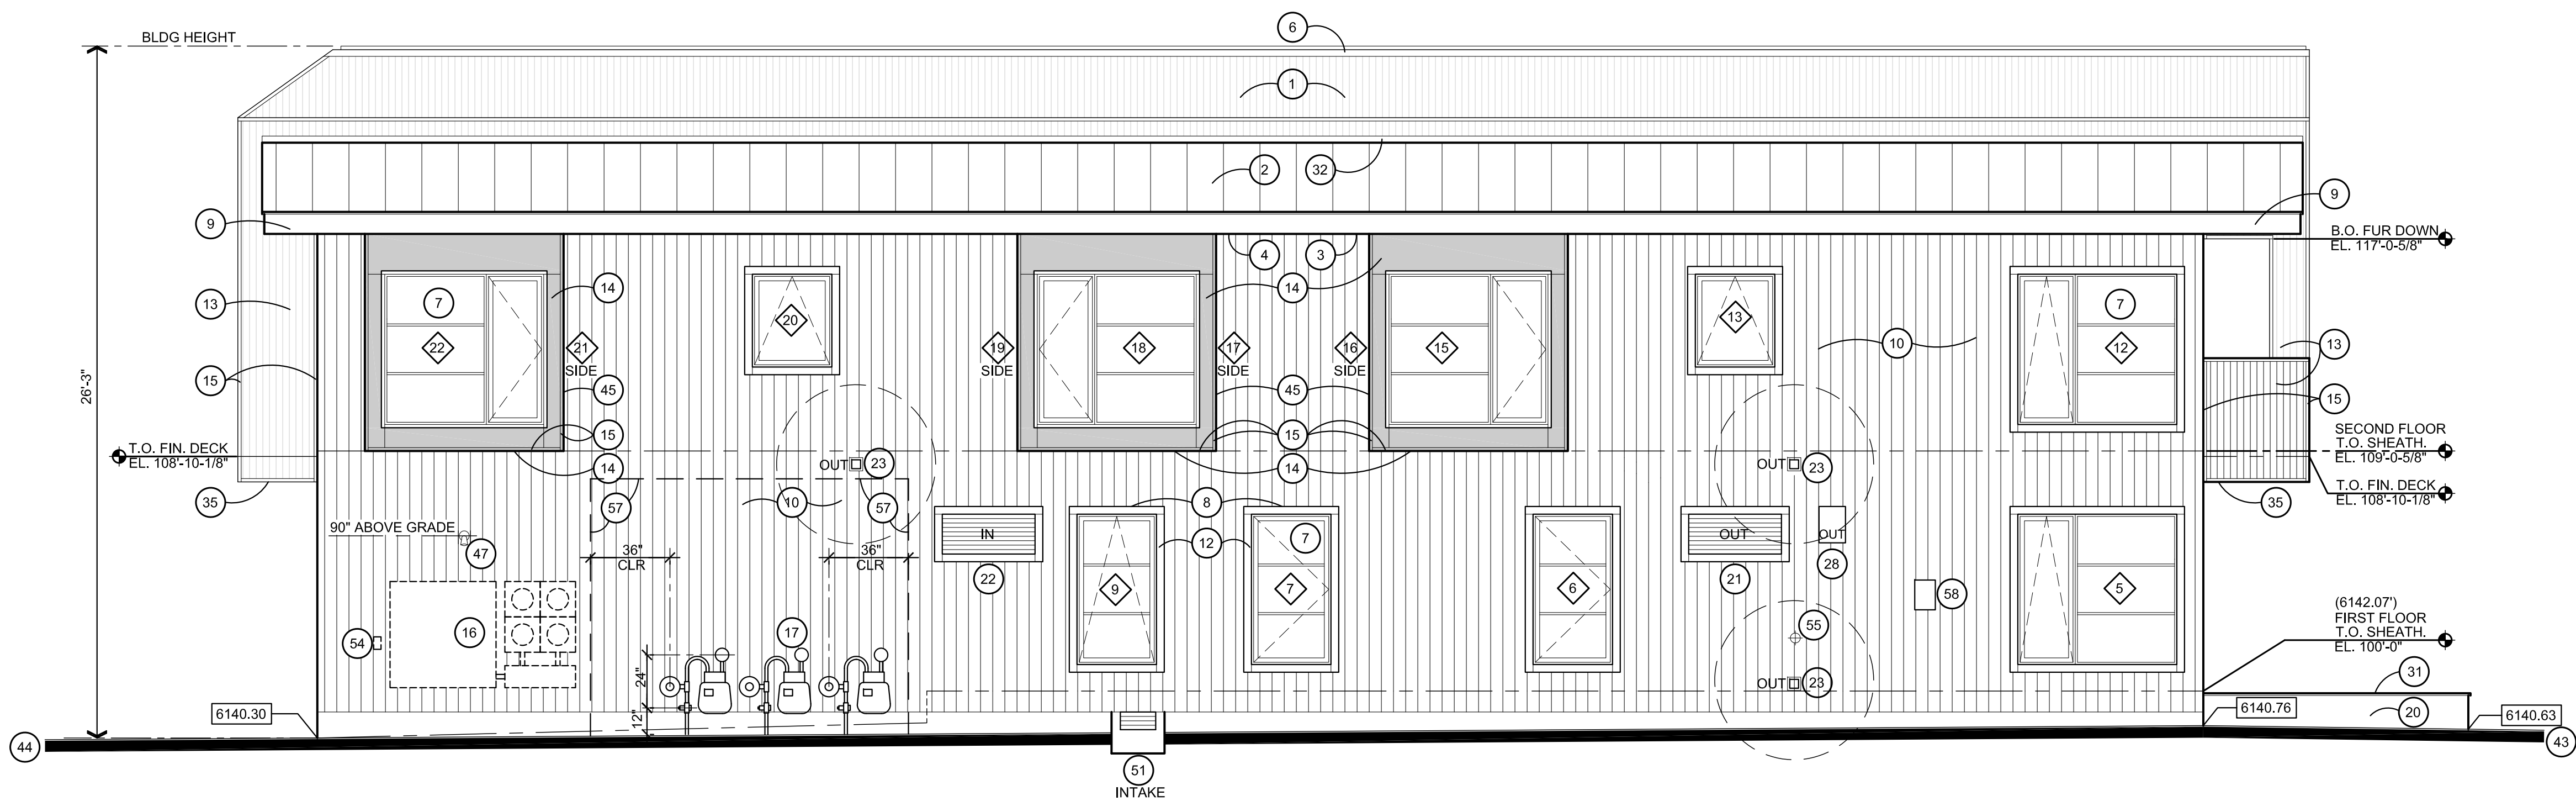 6
BLDG HEIGHT
1
2
32
9
9
B.O. FUR DOWN
EL. 117'-0-5/8"
4
3
7
14
14
7
13
20
13
10
13
22
21
SIDE
19
SIDE
18
17
SIDE
16
SIDE
15
12
26'-3"
15
45
45
15
15
15
SECOND FLOOR
T.O. SHEATH.
EL. 109'-0-5/8"
T.O. FIN. DECK
EL. 108'-10-1/8"
14
OUT
23
14
OUT
23
T.O. FIN. DECK
EL. 108'-10-1/8"
35
57
10
57
8
35
90" ABOVE GRADE
47
36"
CLR
36"
CLR
IN
12
7
OUT
OUT
22
21
28
9
7
6
58
5
(6142.07')
FIRST FLOOR
T.O. SHEATH.
EL. 100'-0"
54
16
17
55
24"
12"
OUT
23
31
6140.30
6140.76
20
6140.63
44
43
51
INTAKE